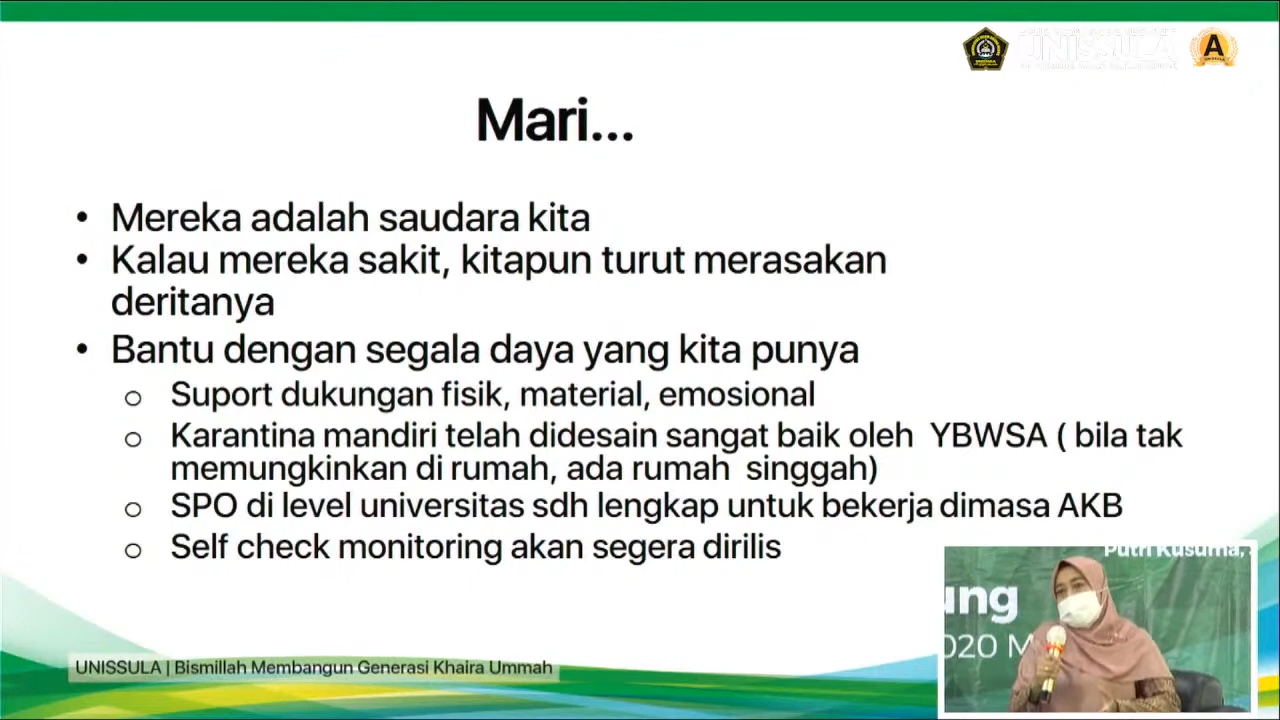 UNISSULA
A
Mari...
• Mereka adalah saudara kita
• Kalau mereka sakit, kitapun turut merasakan
deritanya
• Bantu dengan segala daya yang kita punya
o Suport dukungan fisik, material, emosional
o Karantina mandiri telah didesain sangat baik oleh YBWSA ( bila tak
memungkinkan di rumah, ada rumah singgah)
o SPO di level universitas sdh lengkap untuk bekerja dimasa AKB
o Self check monitoring akan segera dirilis
Putri Kusuma,
ung
020 M
UNISSULA | Bismillah Membangun Generasi Khaira Ummah